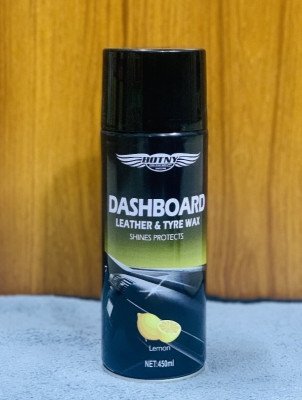 BOTNY
DASHBOARD
LEATHER & TYRE WAX
SHINES PROTECTS
Lemon
NET:450ml